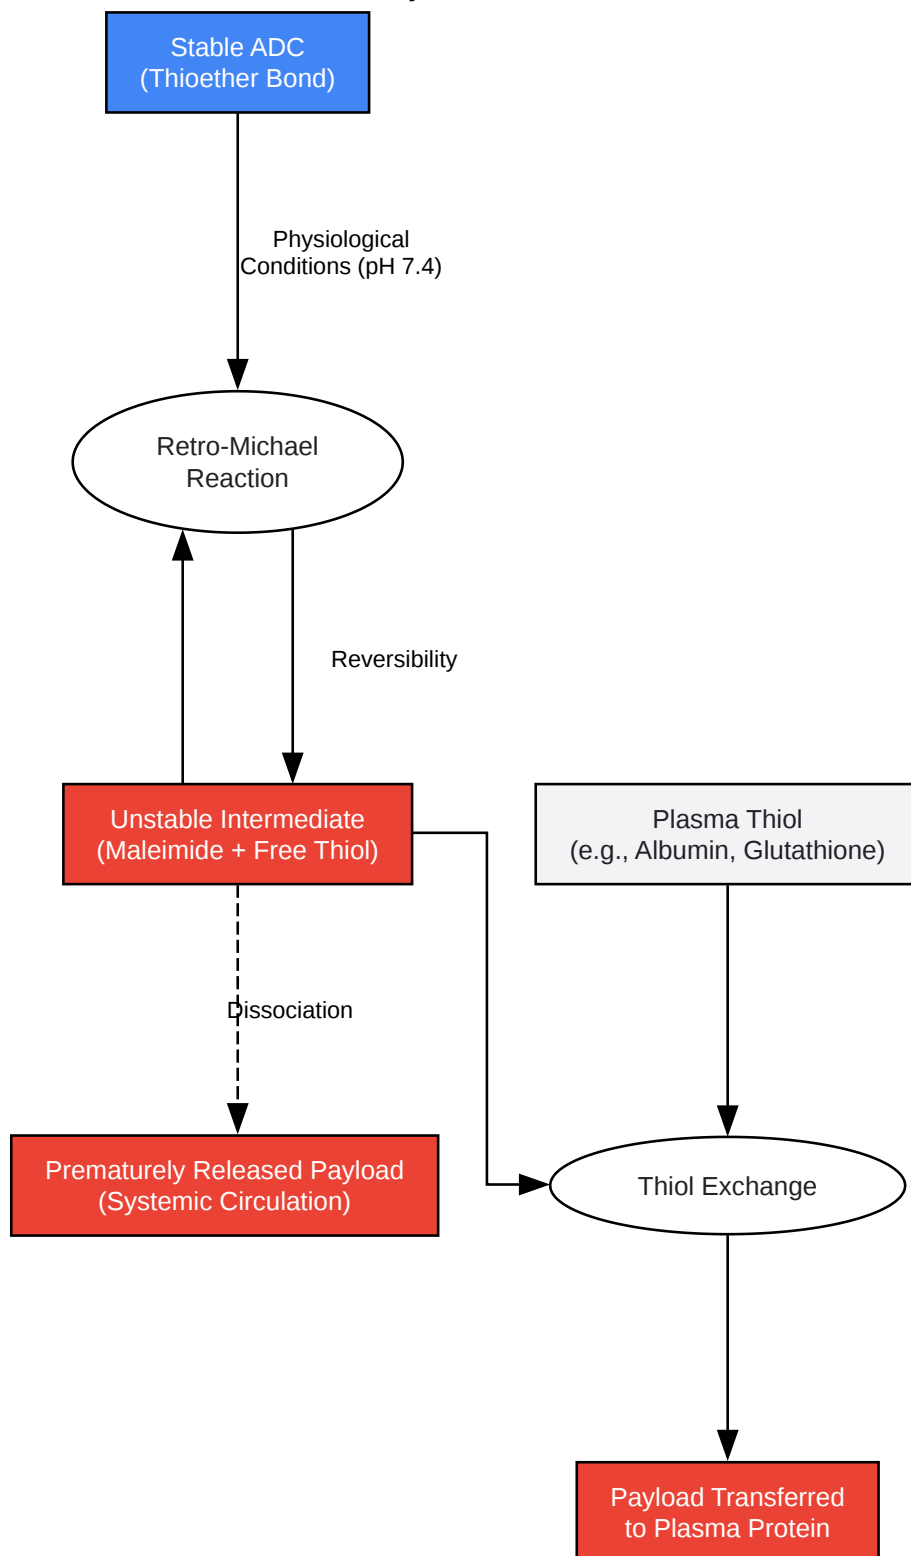 Stable ADC
(Thioether Bond)
Physiological
Conditions (pH 7.4)
Retro-Michael
Reaction
Reversibility
Unstable Intermediate
(Maleimide + Free Thiol)
Plasma Thiol
(e.g., Albumin, Glutathione)
Dissociation
Prematurely Released Payload
(Systemic Circulation)
Thiol Exchange
Payload Transferred
to Plasma Protein